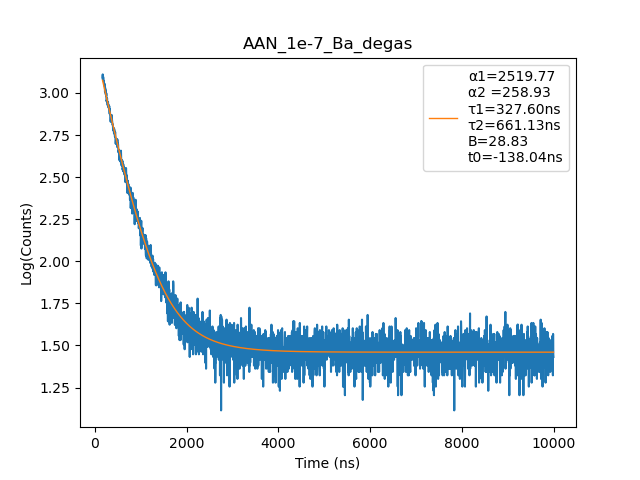 AAN_1e-7_Ba_degas
α1=2519.77
α2 =258.93
τ1=327.60ns
τ2=661.13ns
B=28.83
t0=-138.04ns
3.00
2.75
2.50
2.25
2.00
1.75
1.50
1.25
Log(Counts)
0 2000 4000 6000 8000 10000
Time (ns)